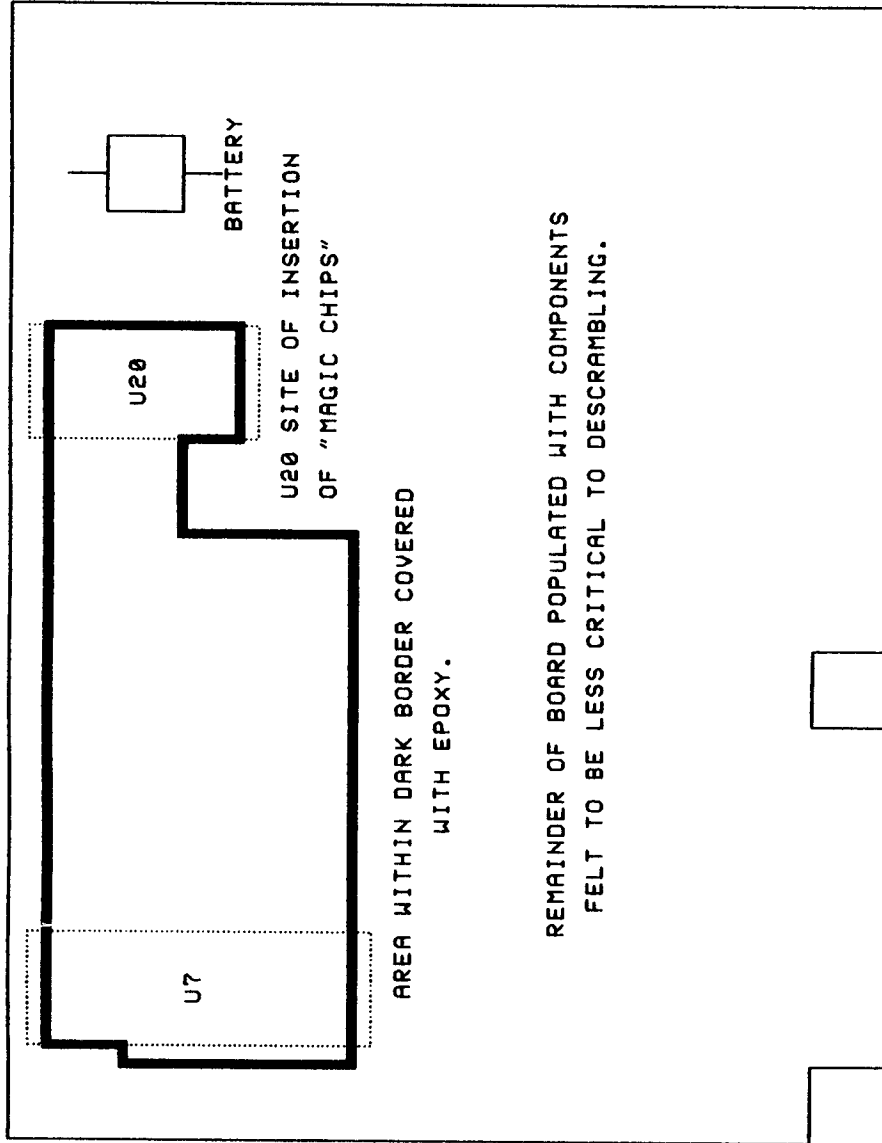 BATTERY
U20
U20 SITE OF INSERTION
OF "MAGIC CHIPS"
U7
AREA WITHIN DARK BORDER COVERED
WITH EPOXY.
REMAINDER OF BOARD POPULATED WITH COMPONENTS
FELT TO BE LESS CRITICAL TO DESCRAMBLING.